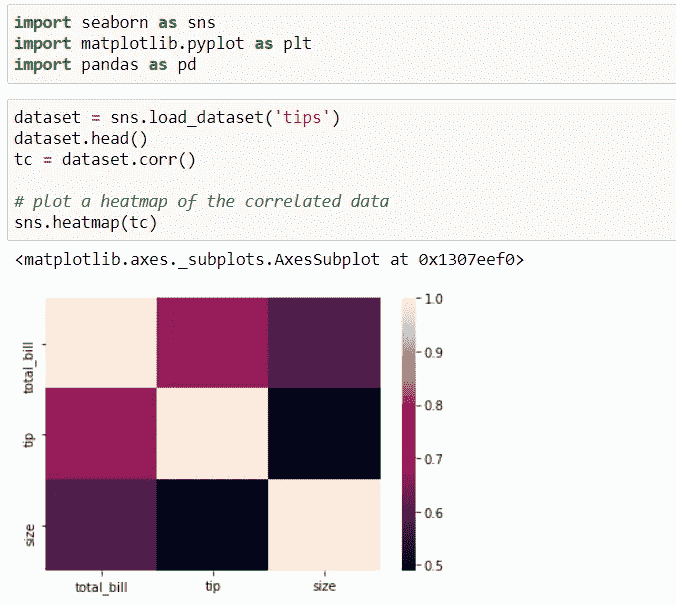 import seaborn as sns
import matplotlib.pyplot as plt
import pandas as pd
dataset = sns.load_dataset('tips')
dataset.head()
tc = dataset.corr()
# plot a heatmap of the correlated data
sns.heatmap(tc)
<matplotlib.axes._subplots.AxesSubplot at 0x1307eef0>
total_bill
tip
size
total_bill tip size
1.0
0.9
0.8
0.7
0.6
0.5